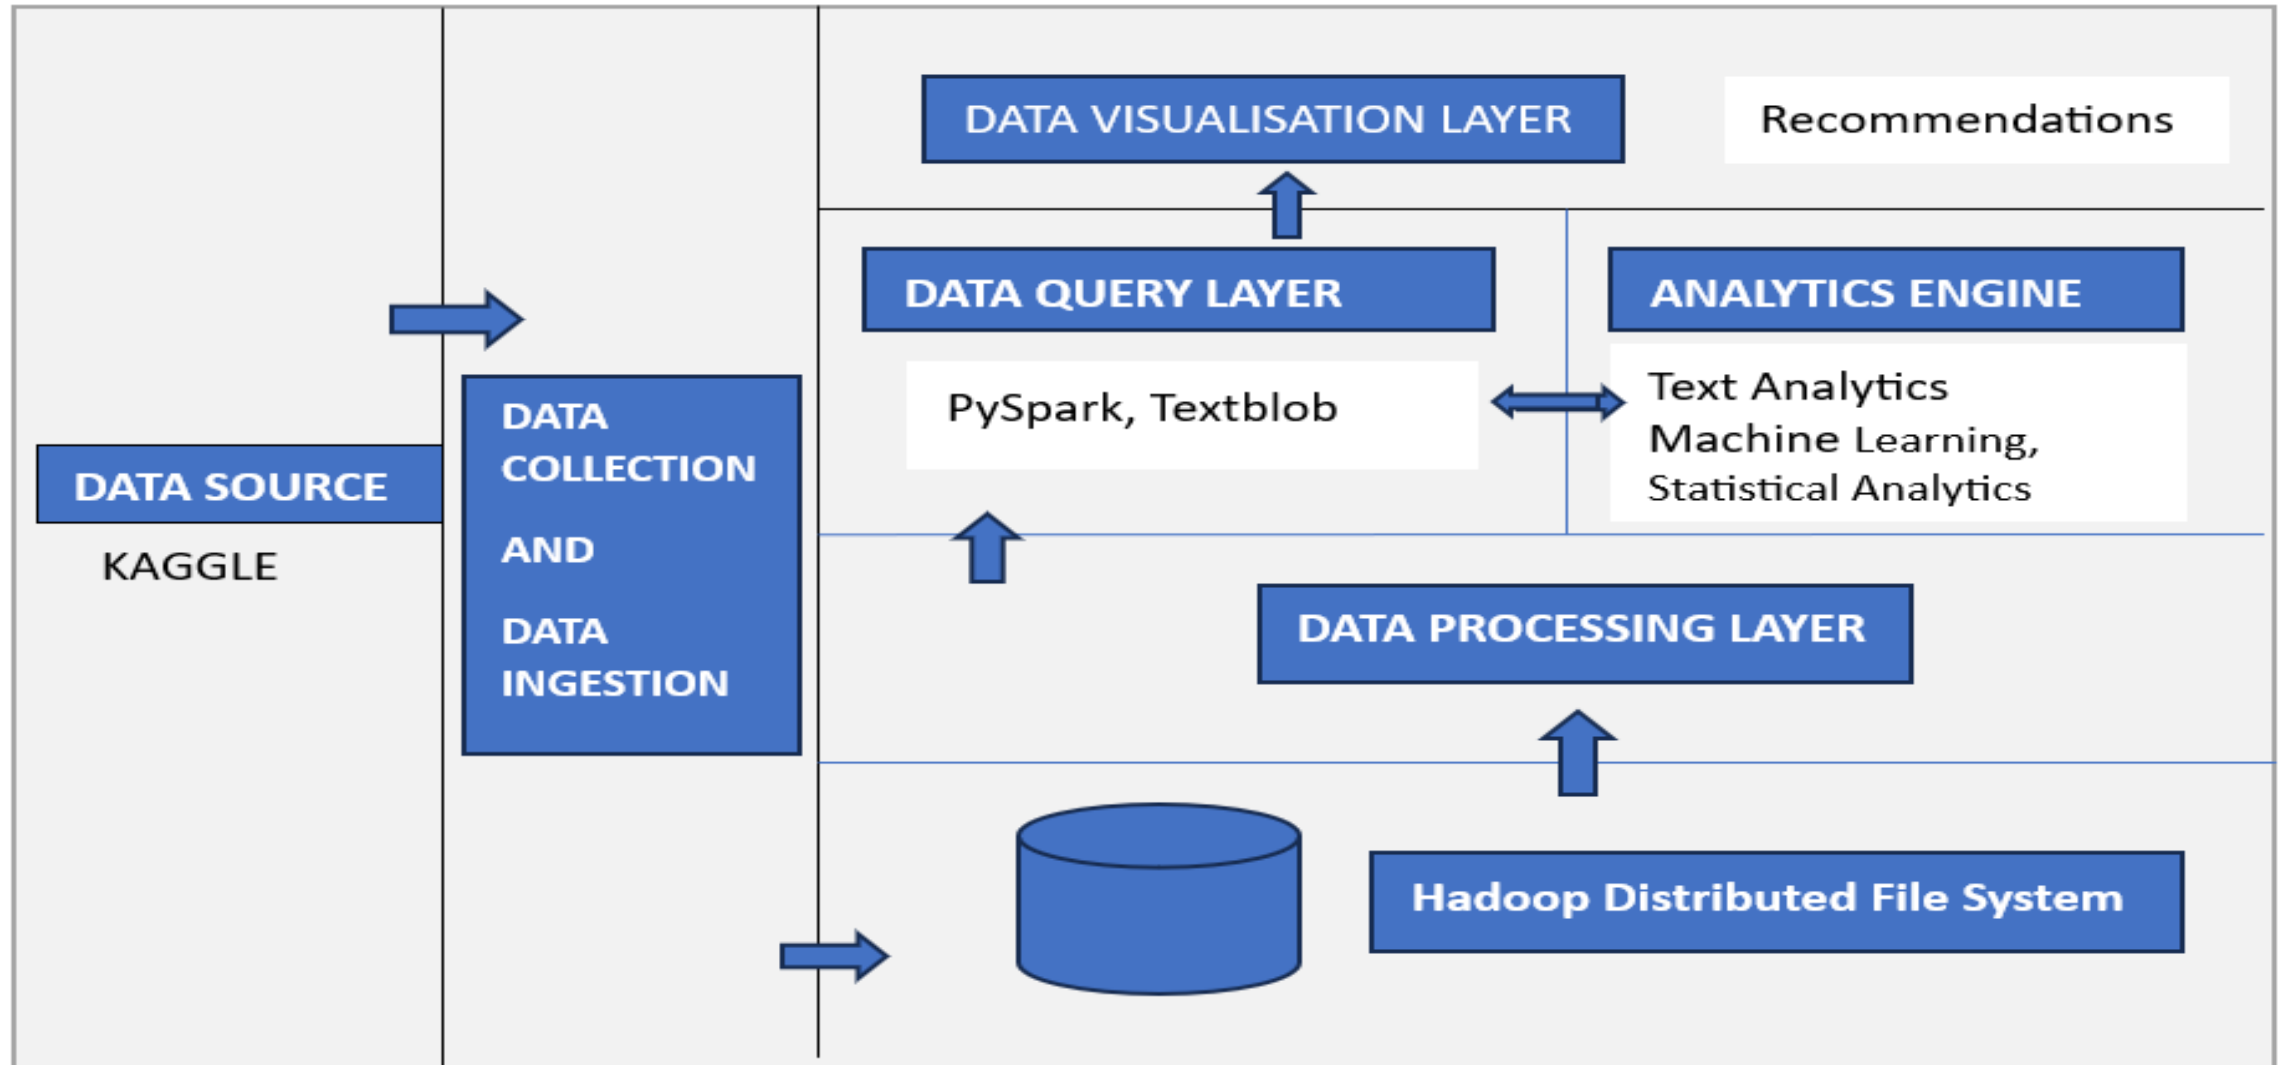 DATA SOURCE
KAGGLE
DATA
COLLECTION
AND
DATA
INGESTION
DATA VISUALISATION LAYER
Recommendations
DATA QUERY LAYER
PySpark, Textblob
ANALYTICS ENGINE
Text Analytics
Machine Learning,
Statistical Analytics
DATA PROCESSING LAYER
Hadoop Distributed File System